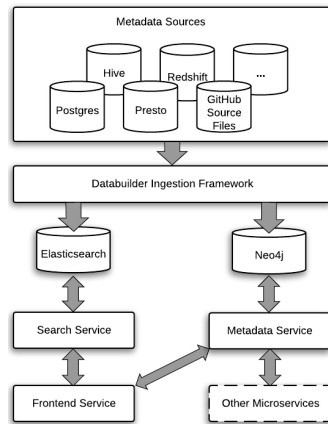 Metadata Sources
Hive
Redshift
...
Postgres
Presto
GitHub
Source
Files
Databuilder Ingestion Framework
Elasticsearch
Neo4j
Search Service
Metadata Service
Frontend Service
Other Microservices